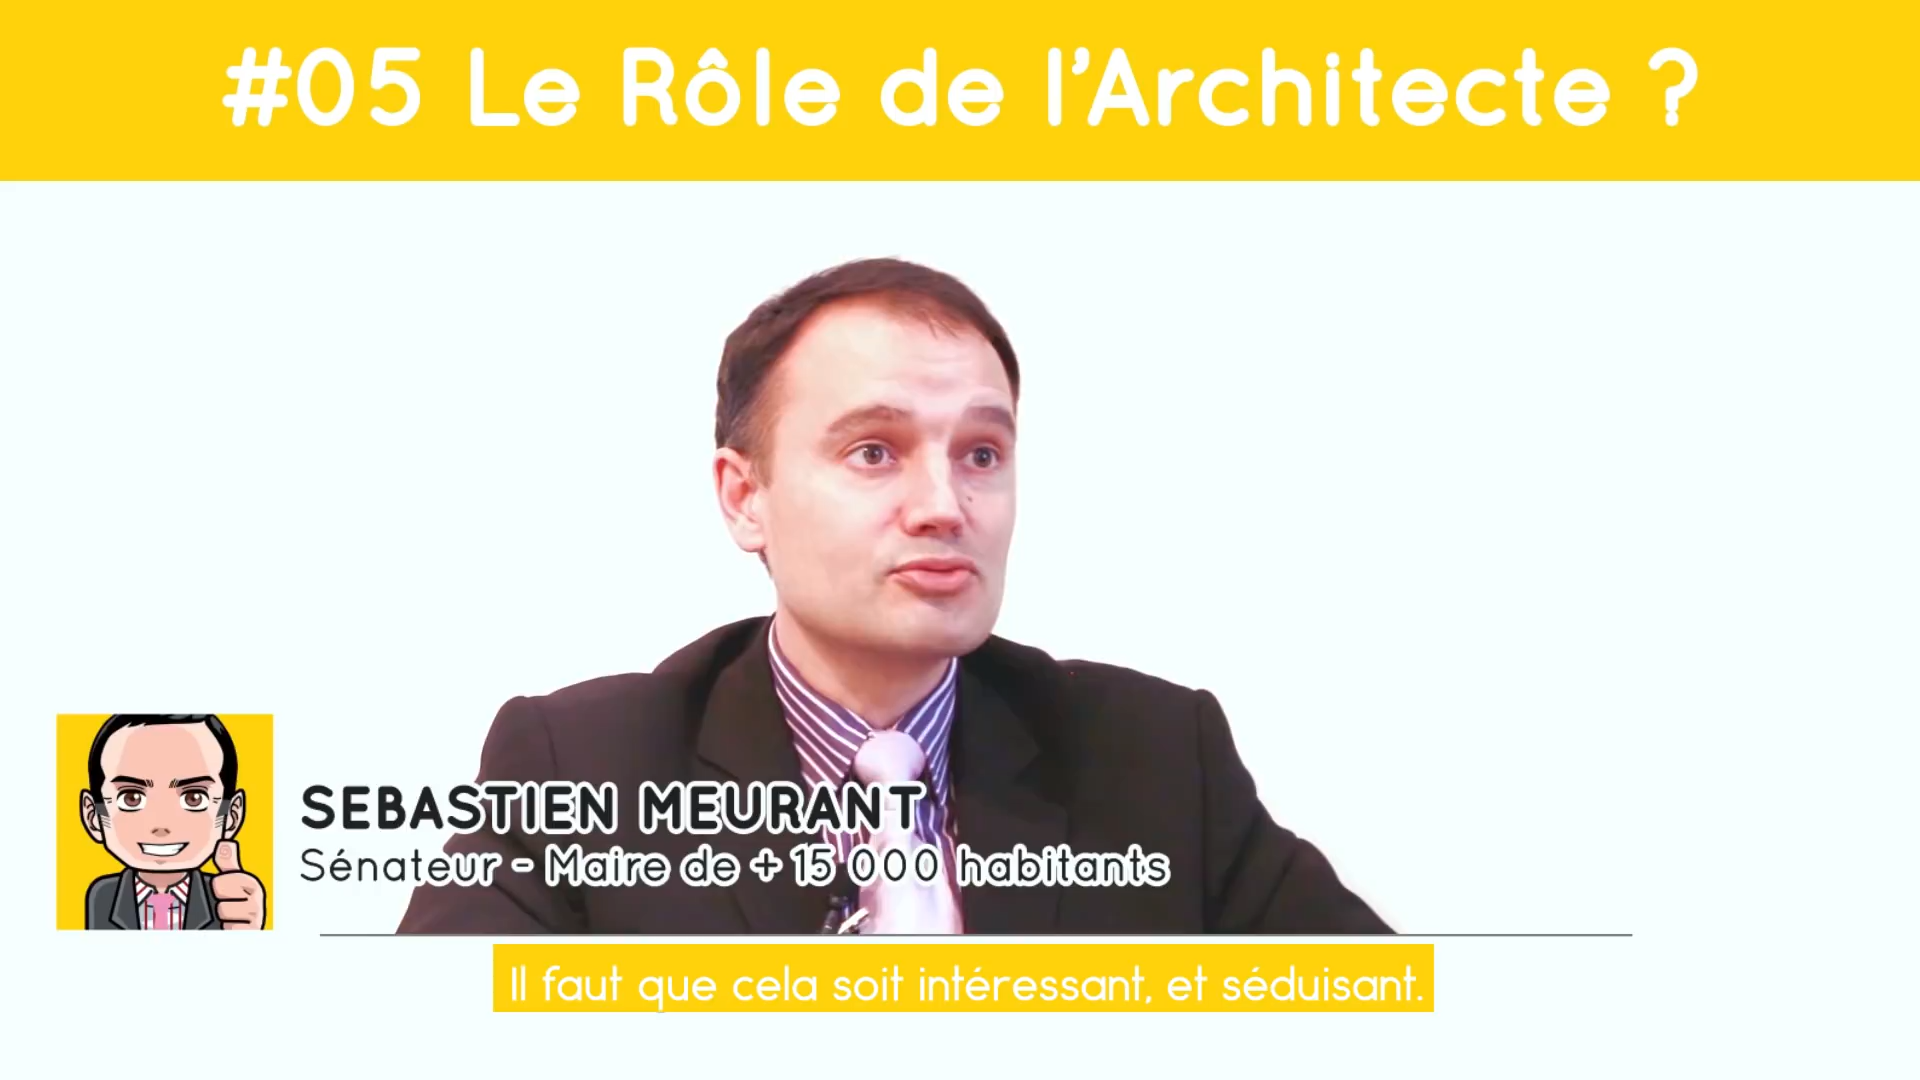 #05 Le Rôle de l’Architecte ?
SEBASTIEN MEURANT
Sénateur - Maire de + 15 000 habitants
Il faut que cela soit intéressant, et séduisant.